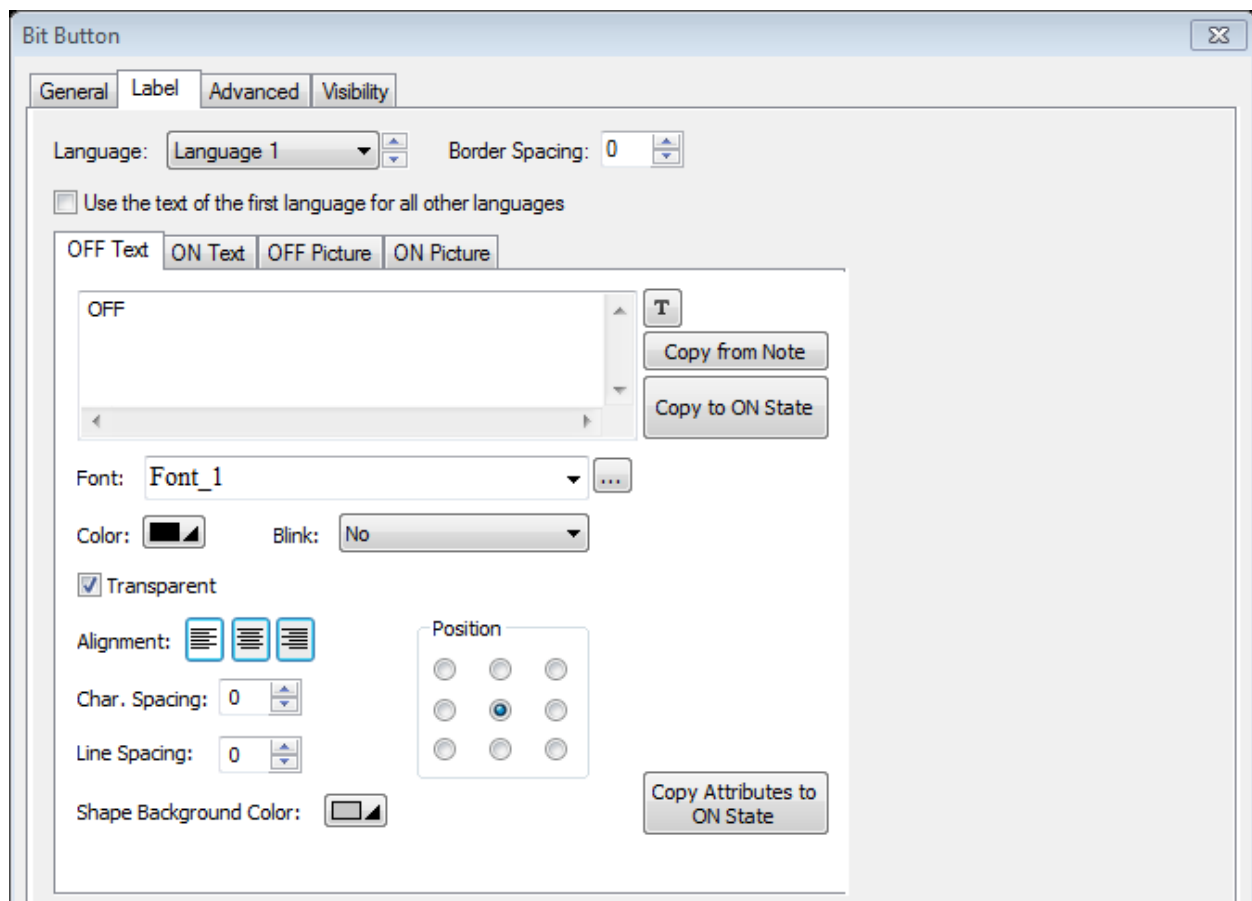 Bit Button
General Label Advanced Visibility
Language: Language 1 Border Spacing: 0
Use the text of the first language for all other languages
OFF Text ON Text OFF Picture ON Picture
OFF T
Copy from Note
Copy to ON State
Font: Font_1 ...
Color: Blink: No
Transparent
Alignment: Position
Char. Spacing: 0
Line Spacing: 0
Copy Attributes to
ON State
Shape Background Color: